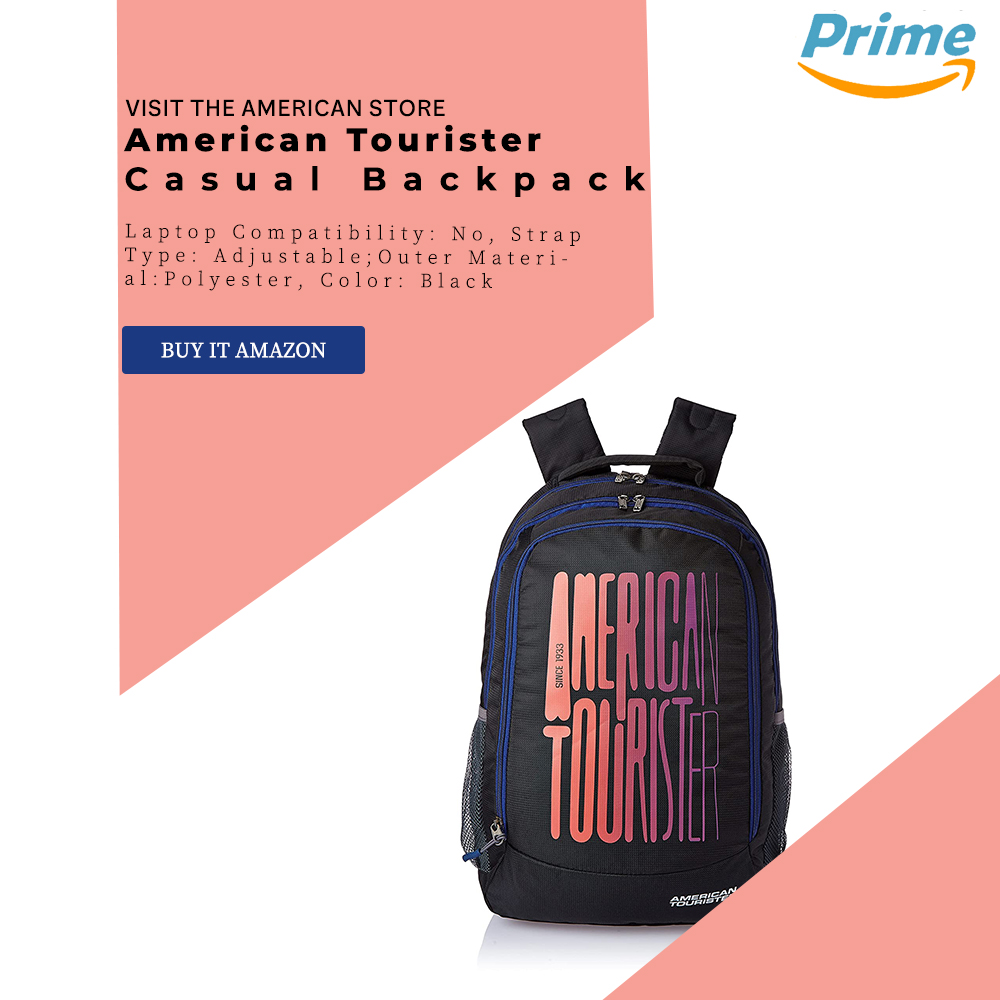 Prime
VISIT THE AMERICAN STORE
American Tourister
Casual Backpack
Laptop Compatibility: No, Strap
Type: Adjustable;Outer Materi-
al:Polyester, Color: Black
BUY IT AMAZON
AMERICAN
SINCE 1933
TOURISTER
AMERICAN
TOURISTE